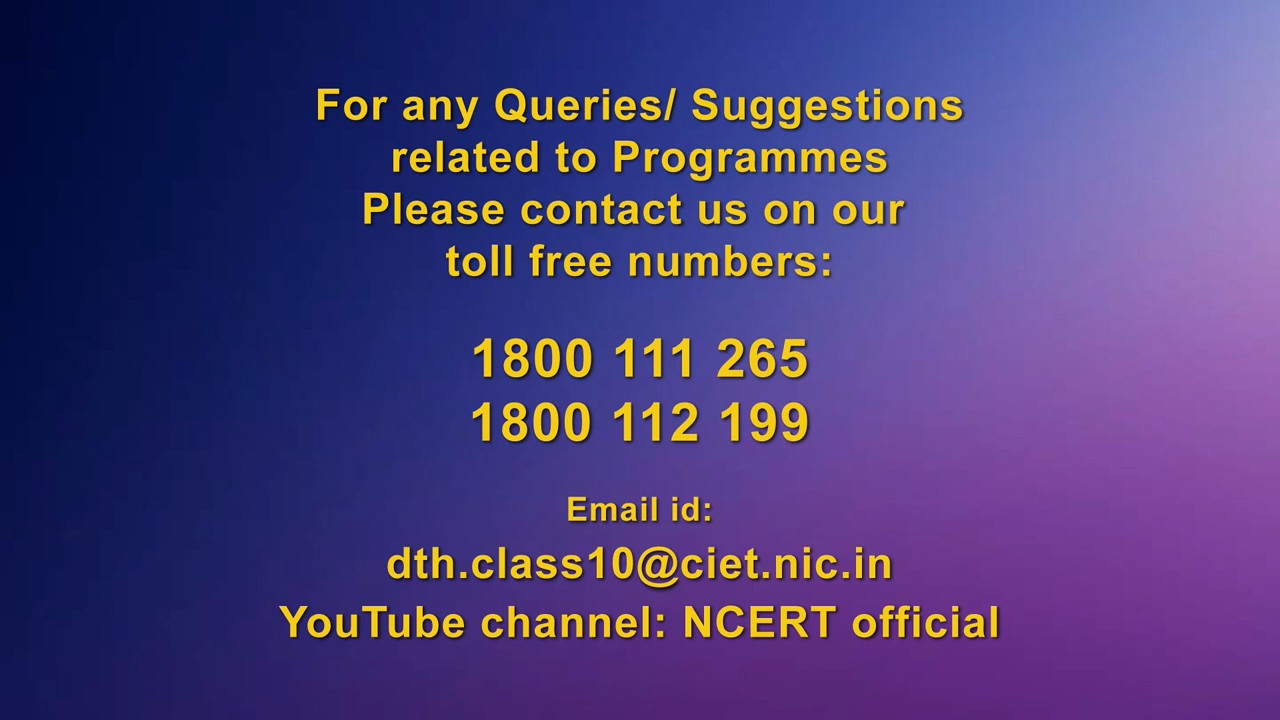 For any Queries/ Suggestions
related to Programmes
Please contact us on our
toll free numbers:
1800 111 265
1800 112 199
Email id:
dth.class10@ciet.nic.in
YouTube channel: NCERT official